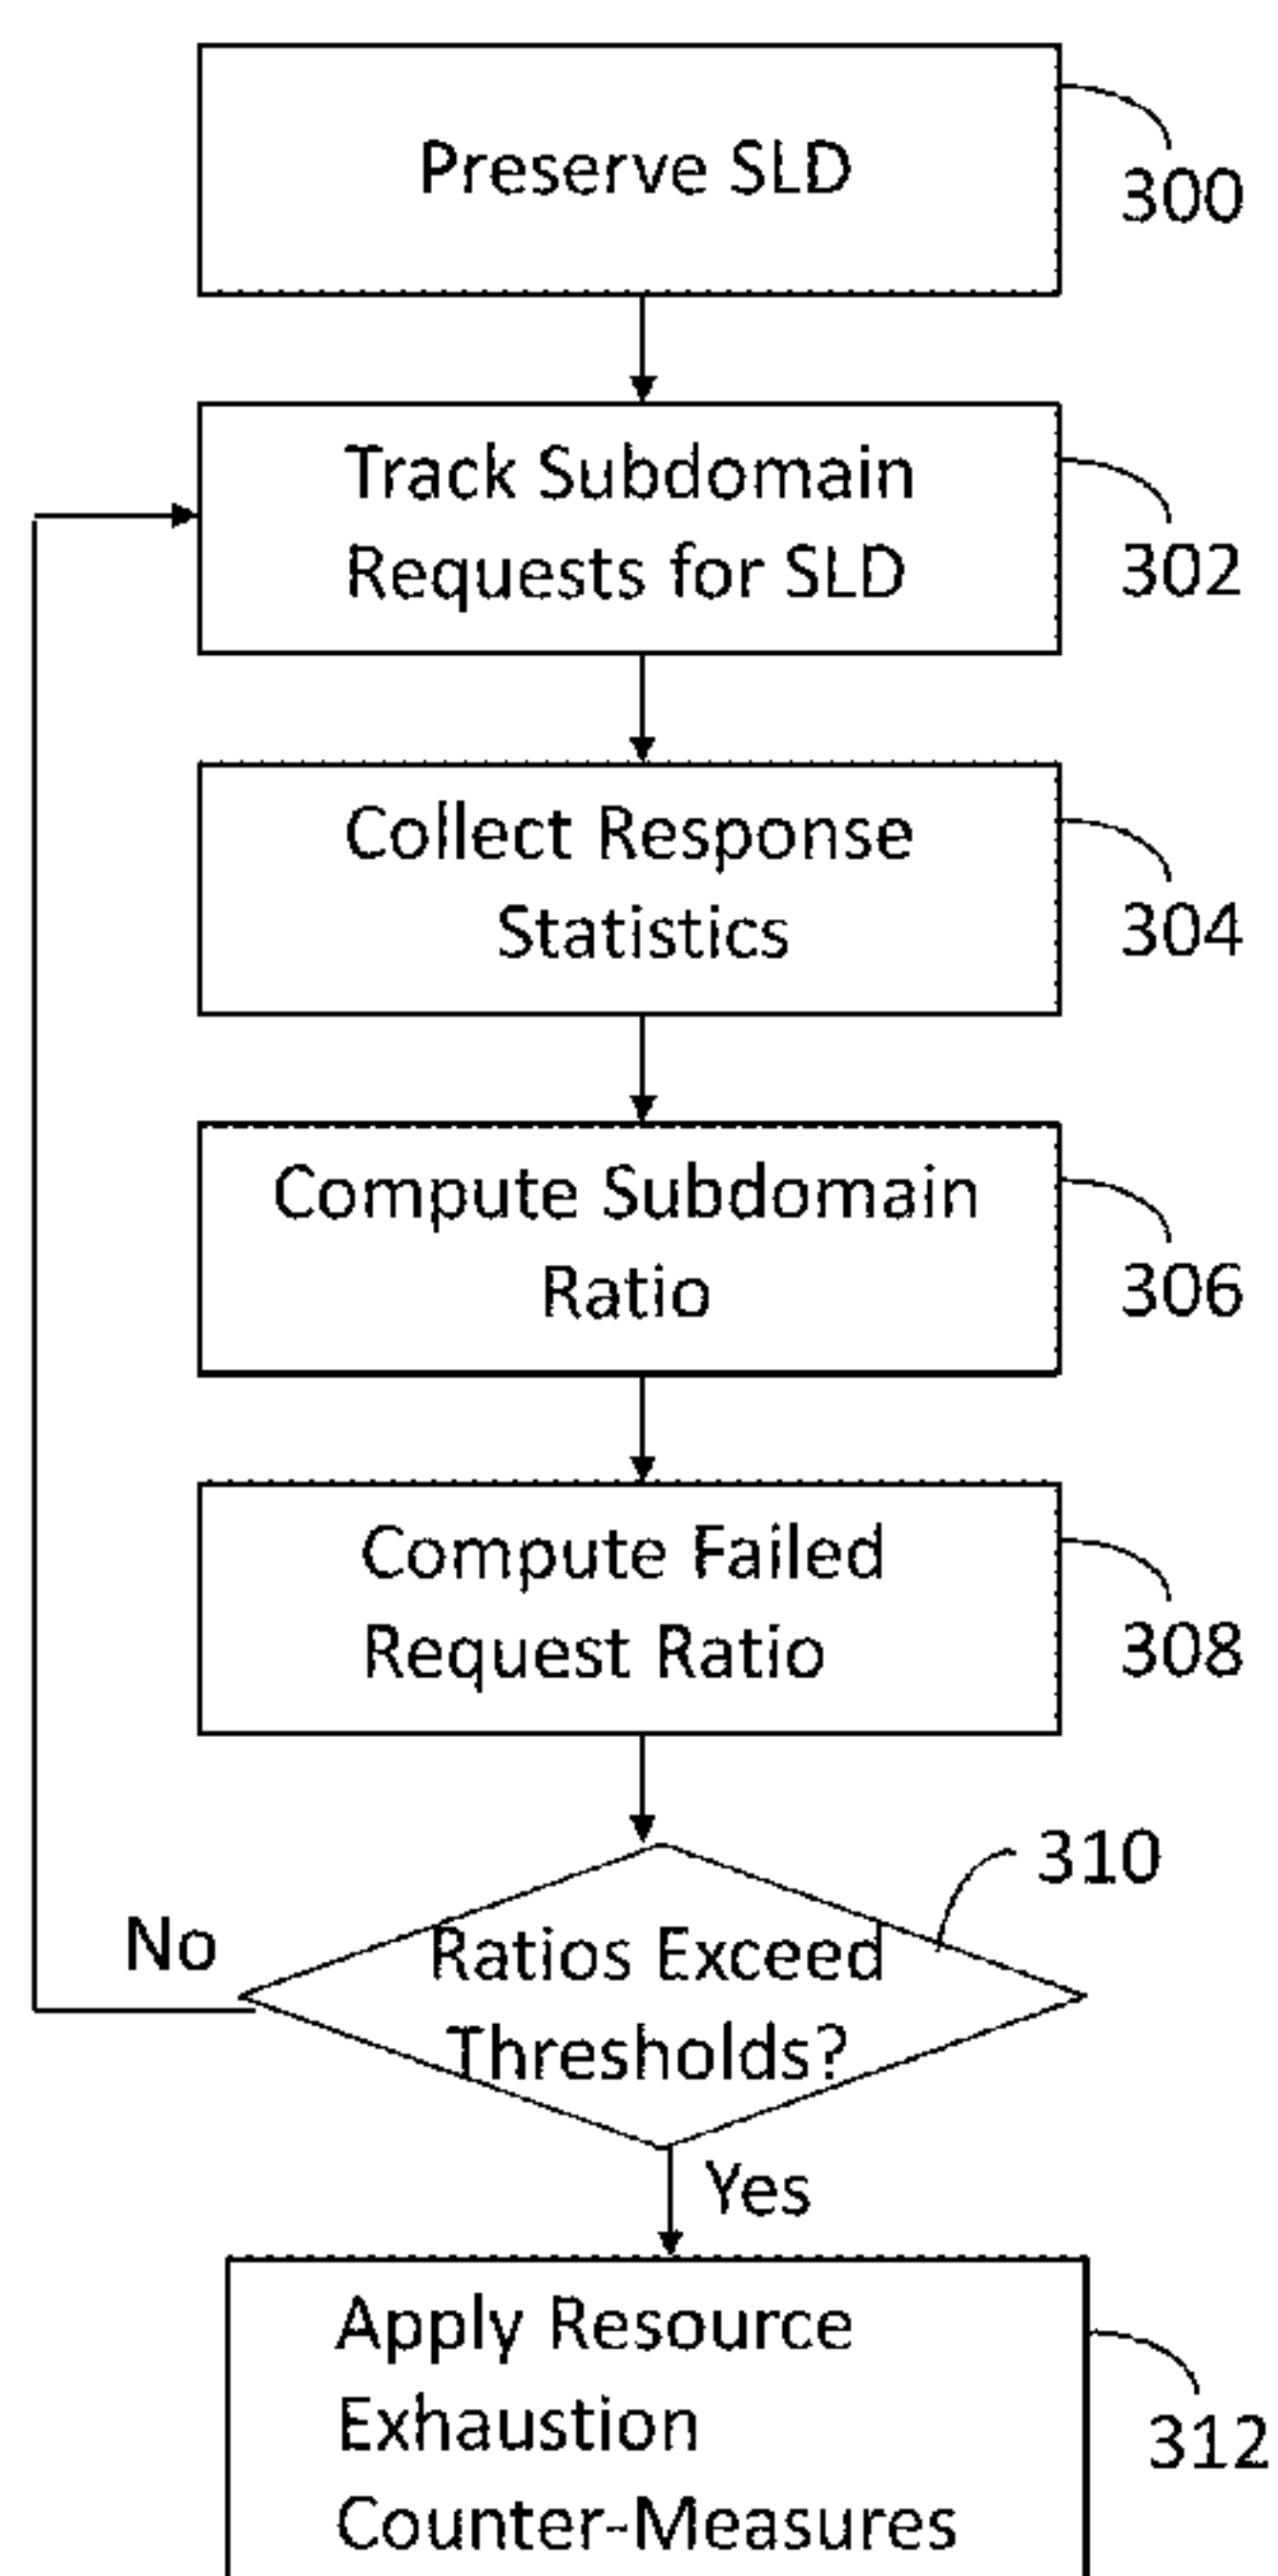 Preserve SLD
300
Track Subdomain
Requests for SLD
302
Collect Response
Statistics
304
Compute Subdomain
Ratio
306
Compute Failed
Request Ratio
308
310
No
Ratios Exceed
Thresholds?
Yes
Apply Resource
Exhaustion
Counter-Measures
312